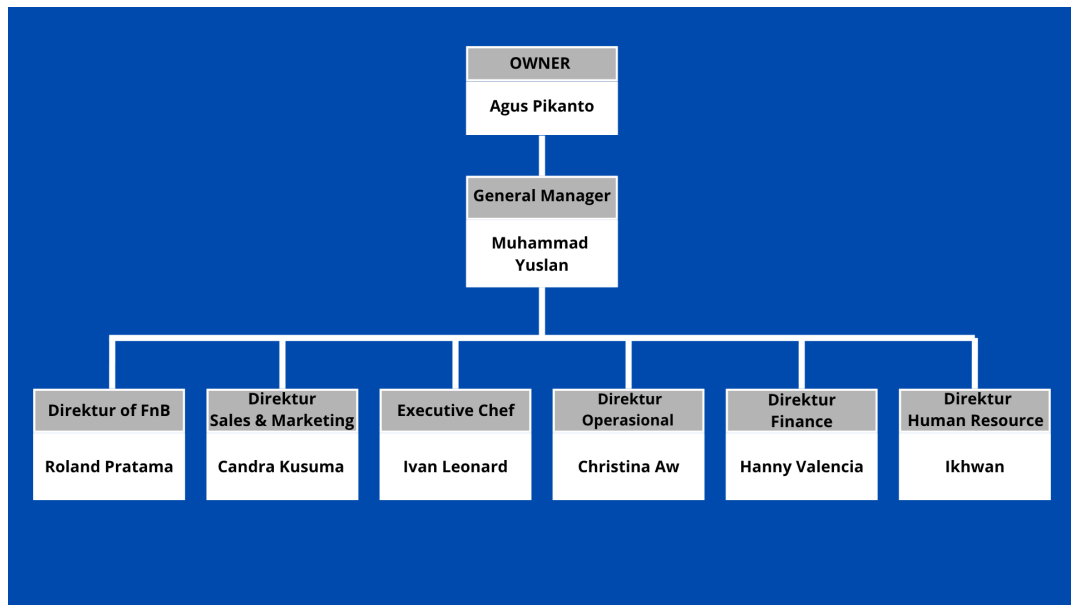 OWNER
Agus Pikanto
General Manager
Muhammad
Yuslan
Direktur of FnB
Roland Pratama
Direktur
Sales & Marketing
Candra Kusuma
Executive Chef
Ivan Leonard
Direktur
Operasional
Christina Aw
Direktur
Finance
Hanny Valencia
Direktur
Human Resource
Ikhwan